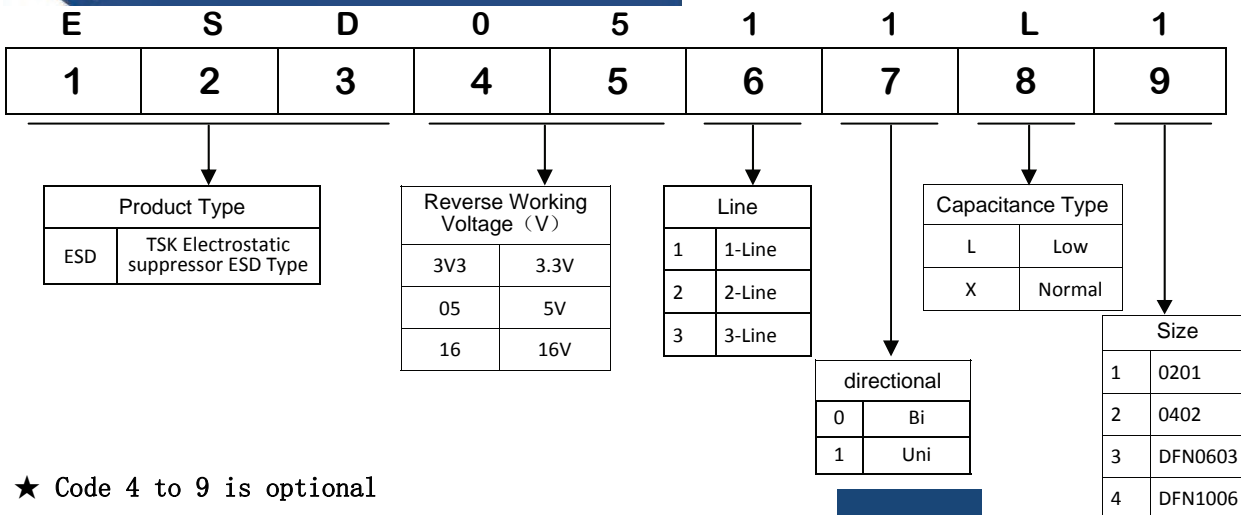 E S D 0 5 1 1 L 1
1 2 3 4 5 6 7 8 9
Product Type
ESD TSK Electrostatic
suppressor ESD Type
Reverse Working
Voltage（V）
3V3 3.3V
05 5V
16 16V
Line
1 1-Line
2 2-Line
3 3-Line
directional
0 Bi
1 Uni
Capacitance Type
L Low
X Normal
Size
1 0201
2 0402
3 DFN0603
4 DFN1006
★ Code 4 to 9 is optional